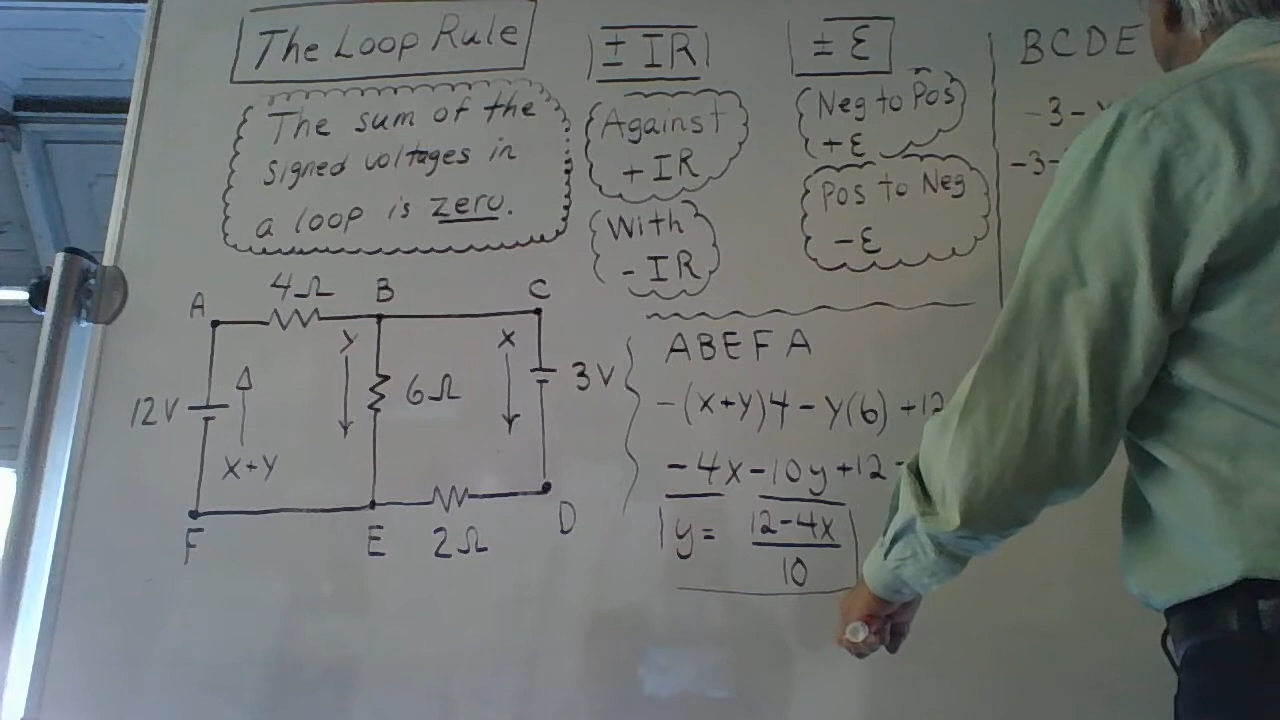 The Loop Rule
The sum of the
signed voltages in
a loop is zero.
± IR
Against
+ IR
With
- IR
± ε
Neg to Pos
+ ε
Pos to Neg
- ε
B C D E
-3-
-3-
A
4Ω
B
C
12V
X+Y
Y
6Ω
X
3V
F
E
2Ω
D
A B E F A
-(X+Y)4 - Y(6) +12
-4x-10y+12-
y= 12-4x
10